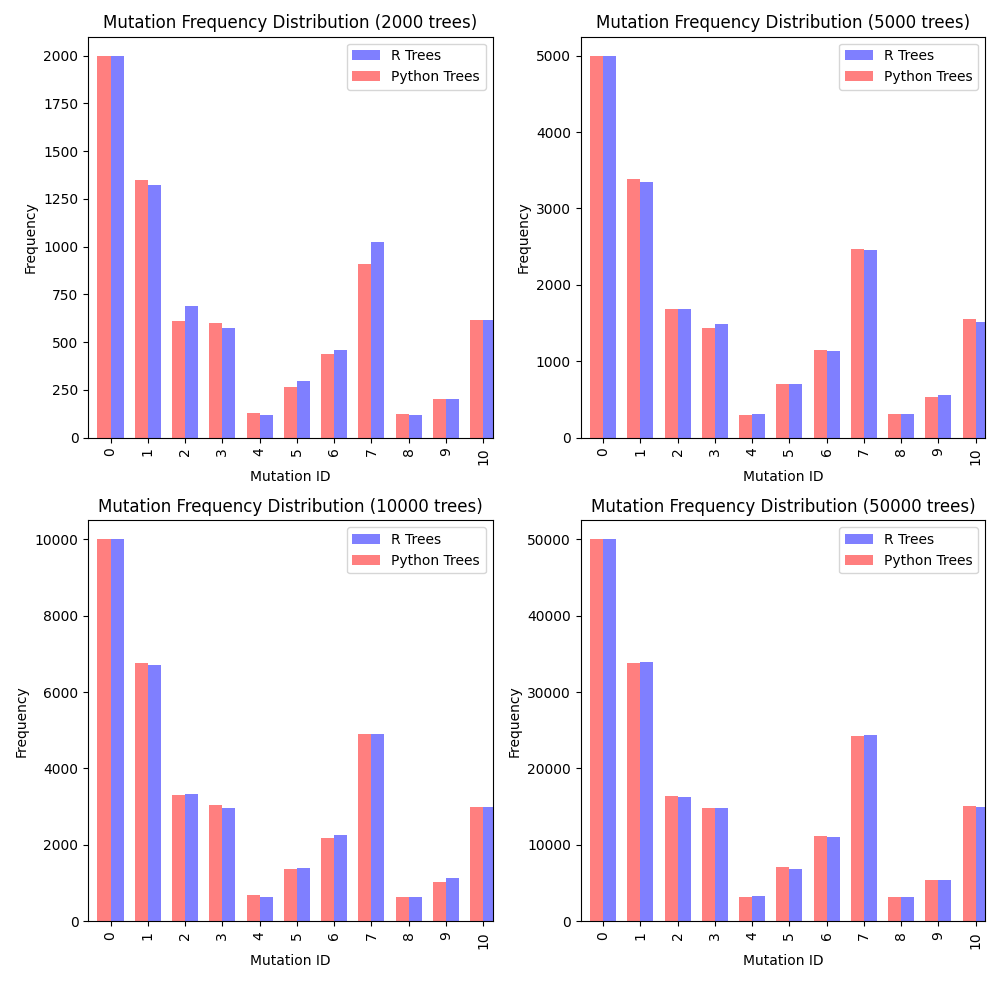 Mutation Frequency Distribution (2000 trees)
R Trees
Python Trees
2000
1750
1500
1250
1000
750
500
250
0
Frequency
0 1 2 3 4 5 6 7 8 9 10
Mutation ID
Mutation Frequency Distribution (5000 trees)
R Trees
Python Trees
5000
4000
3000
2000
1000
0
Frequency
0 1 2 3 4 5 6 7 8 9 10
Mutation ID
Mutation Frequency Distribution (10000 trees)
R Trees
Python Trees
10000
8000
6000
4000
2000
0
Frequency
0 1 2 3 4 5 6 7 8 9 10
Mutation ID
Mutation Frequency Distribution (50000 trees)
R Trees
Python Trees
50000
40000
30000
20000
10000
0
Frequency
0 1 2 3 4 5 6 7 8 9 10
Mutation ID